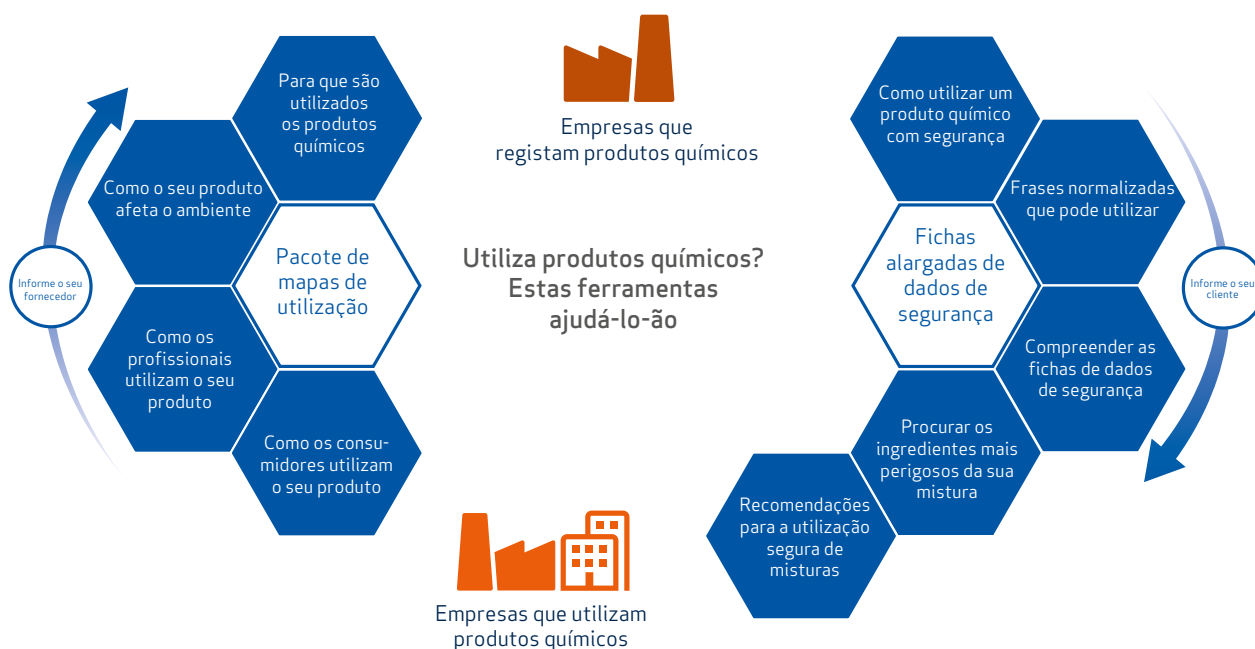 Para que são
utilizados
os produtos
químicos
Como o seu produto
afeta o ambiente
Informe o seu
fornecedor
Pacote de
mapas de
utilização
Como os
profissionais
utilizam o seu
produto
Como os consu-
midores utilizam
o seu produto
Empresas que
registam produtos químicos
Utiliza produtos químicos?
Estas ferramentas
ajudá-lo-ão
Empresas que utilizam
produtos químicos
Como utilizar um
produto químico
com segurança
Frases normalizadas
que pode utilizar
Fichas
alargadas de
dados de
segurança
Informe o seu
cliente
Compreender as
fichas de dados
de segurança
Procurar os
ingredientes mais
perigosos da sua
mistura
Recomendações
para a utilização
segura de
misturas